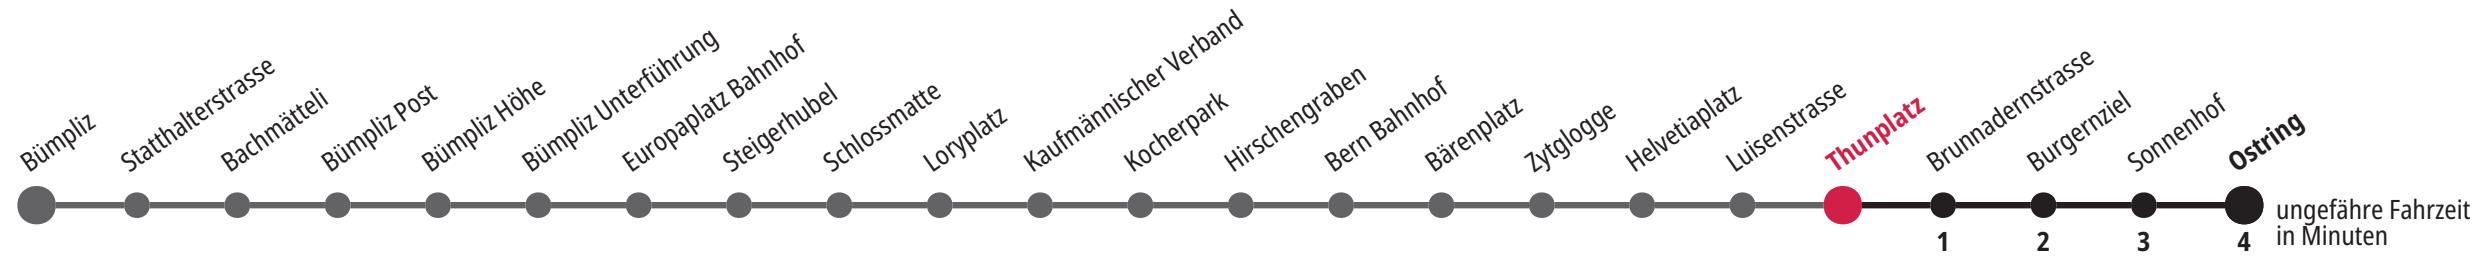 Bümpliz
Statthalterstrasse
Bachmätteli
Bümpliz Post
Bümpliz Höhe
Bümpliz Unterführung
Europaplatz Bahnhof
Steigerhubel
Schlossmatte
Loryplatz
Kaufmännischer Verband
Kocherpark
Hirschengraben
Bern Bahnhof
Bärenplatz
Zytglogge
Helvetiaplatz
Luisenstrasse
Thunplatz
Brunnadernstrasse
Burgernziel
Sonnenhof
Ostring
1 2 3 4
ungefähre Fahrzeit
in Minuten